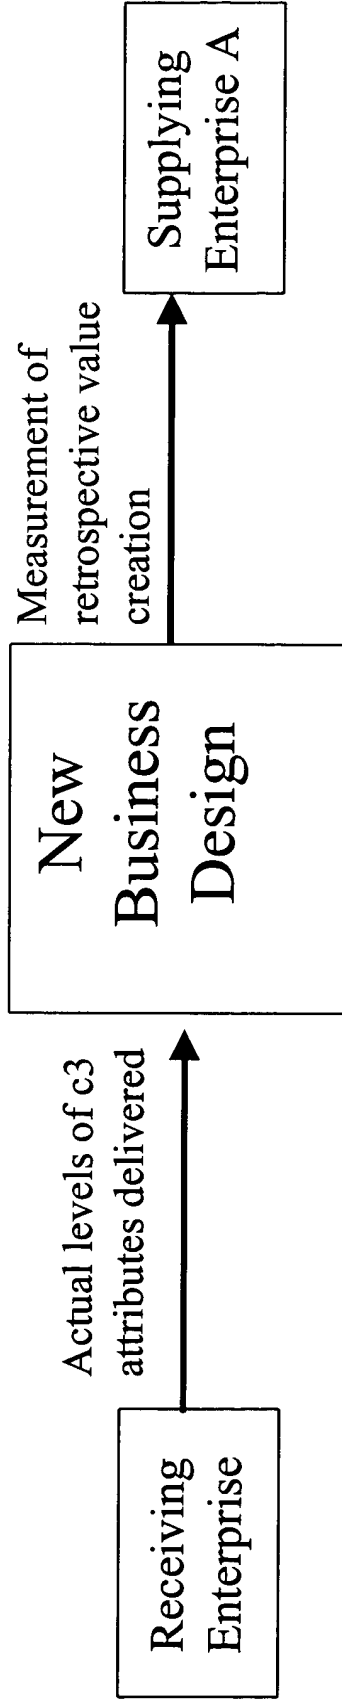 Receiving
Enterprise
Actual levels of c3
attributes delivered
New
Business
Design
Measurement of
retrospective value
creation
Supplying
Enterprise A